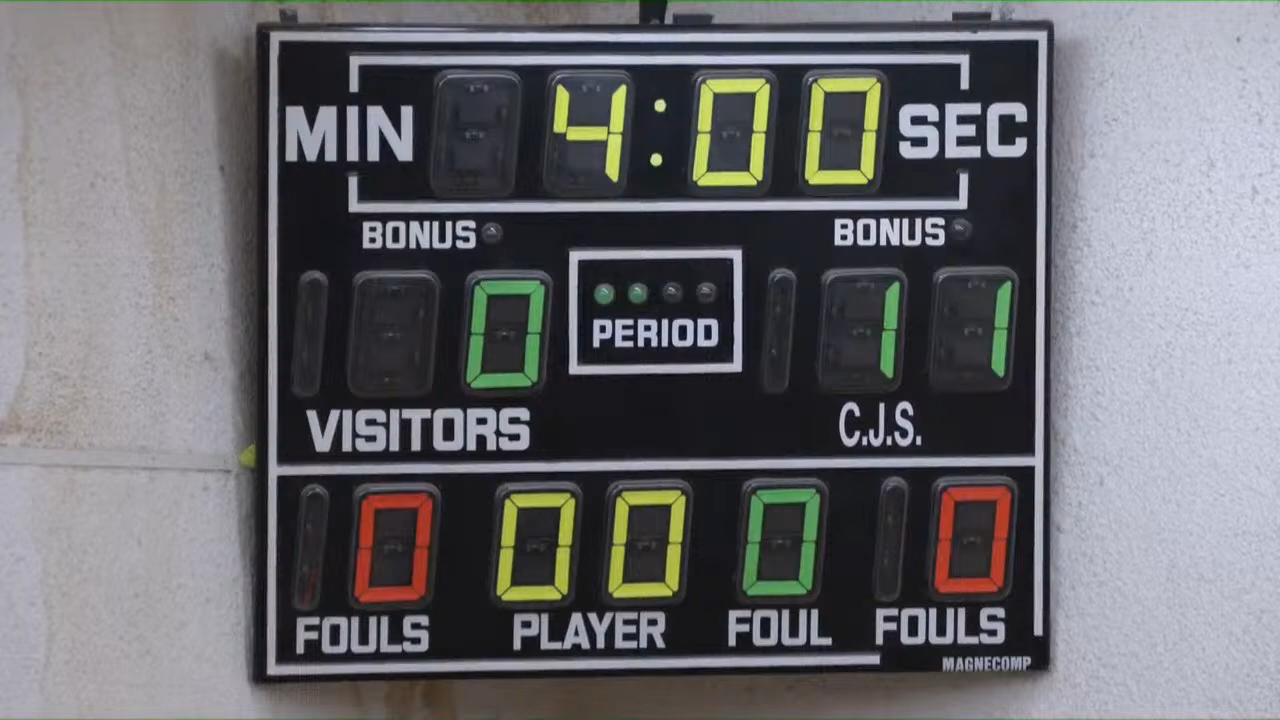 MIN 4:00 SEC
BONUS BONUS
0 PERIOD 11
VISITORS C.J.S.
0 00 0 0
FOULS PLAYER FOUL FOULS
MAGNECOMP